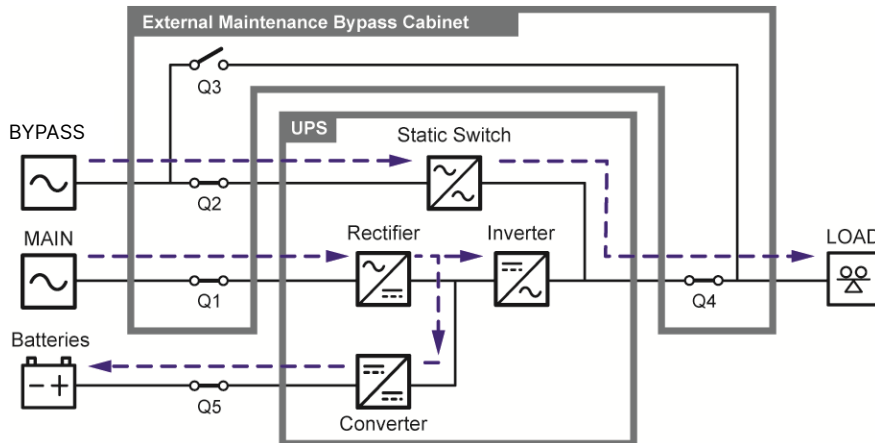 External Maintenance Bypass Cabinet
Q3
UPS
BYPASS
Static Switch
Q2
MAIN
Rectifier
Inverter
LOAD
Q1
Q4
Batteries
Q5
Converter